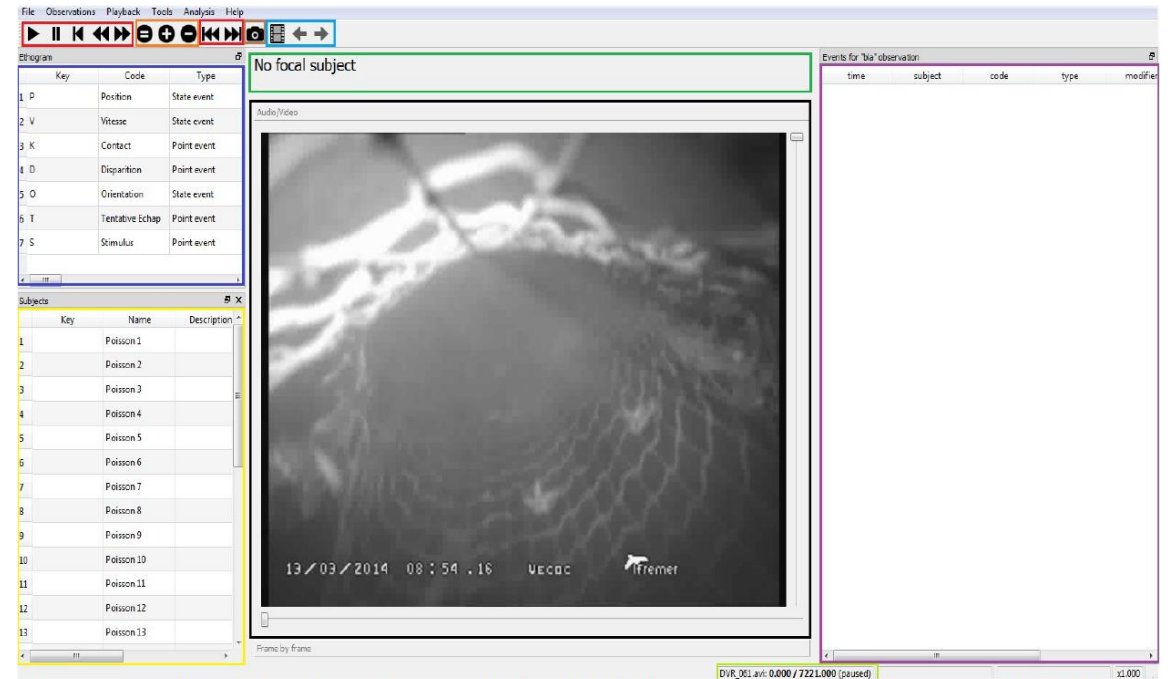 File Observations Playback Tools Analysis Help
Ethogram
Key Code Type
1 P Position State event
2 V Vitesse State event
3 K Contact Point event
4 D Disparition Point event
5 O Orientation State event
6 T Tentative Echap Point event
7 S Stimulus Point event
Subjects
Key Name Description
1 Poisson 1
2 Poisson 2
3 Poisson 3
4 Poisson 4
5 Poisson 5
6 Poisson 6
7 Poisson 7
8 Poisson 8
9 Poisson 9
10 Poisson 10
11 Poisson 11
12 Poisson 12
13 Poisson 13
No focal subject
Audio/Video
13/03/2014 08:54.16 VECOC Ifremer
Frame by frame
Events for "bia" observation
time subject code type modifier
DVR_061.avi: 0.000 / 7221.000 (paused) x1.000